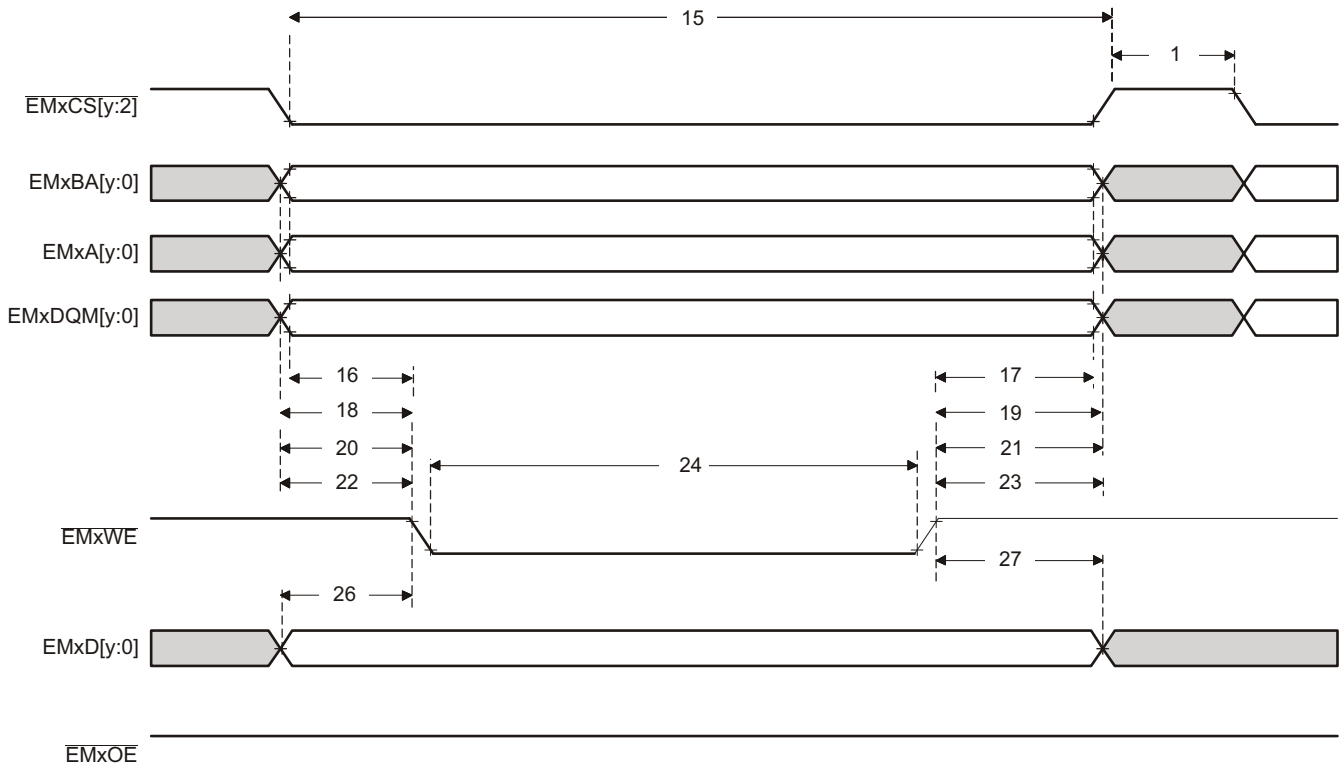 15
1
EMxCS[y:2]
EMxBA[y:0]
EMxA[y:0]
EMxDQM[y:0]
16 17
18 19
20 21
24
22 23
EMxWE
27
26
EMxD[y:0]
EMxOE